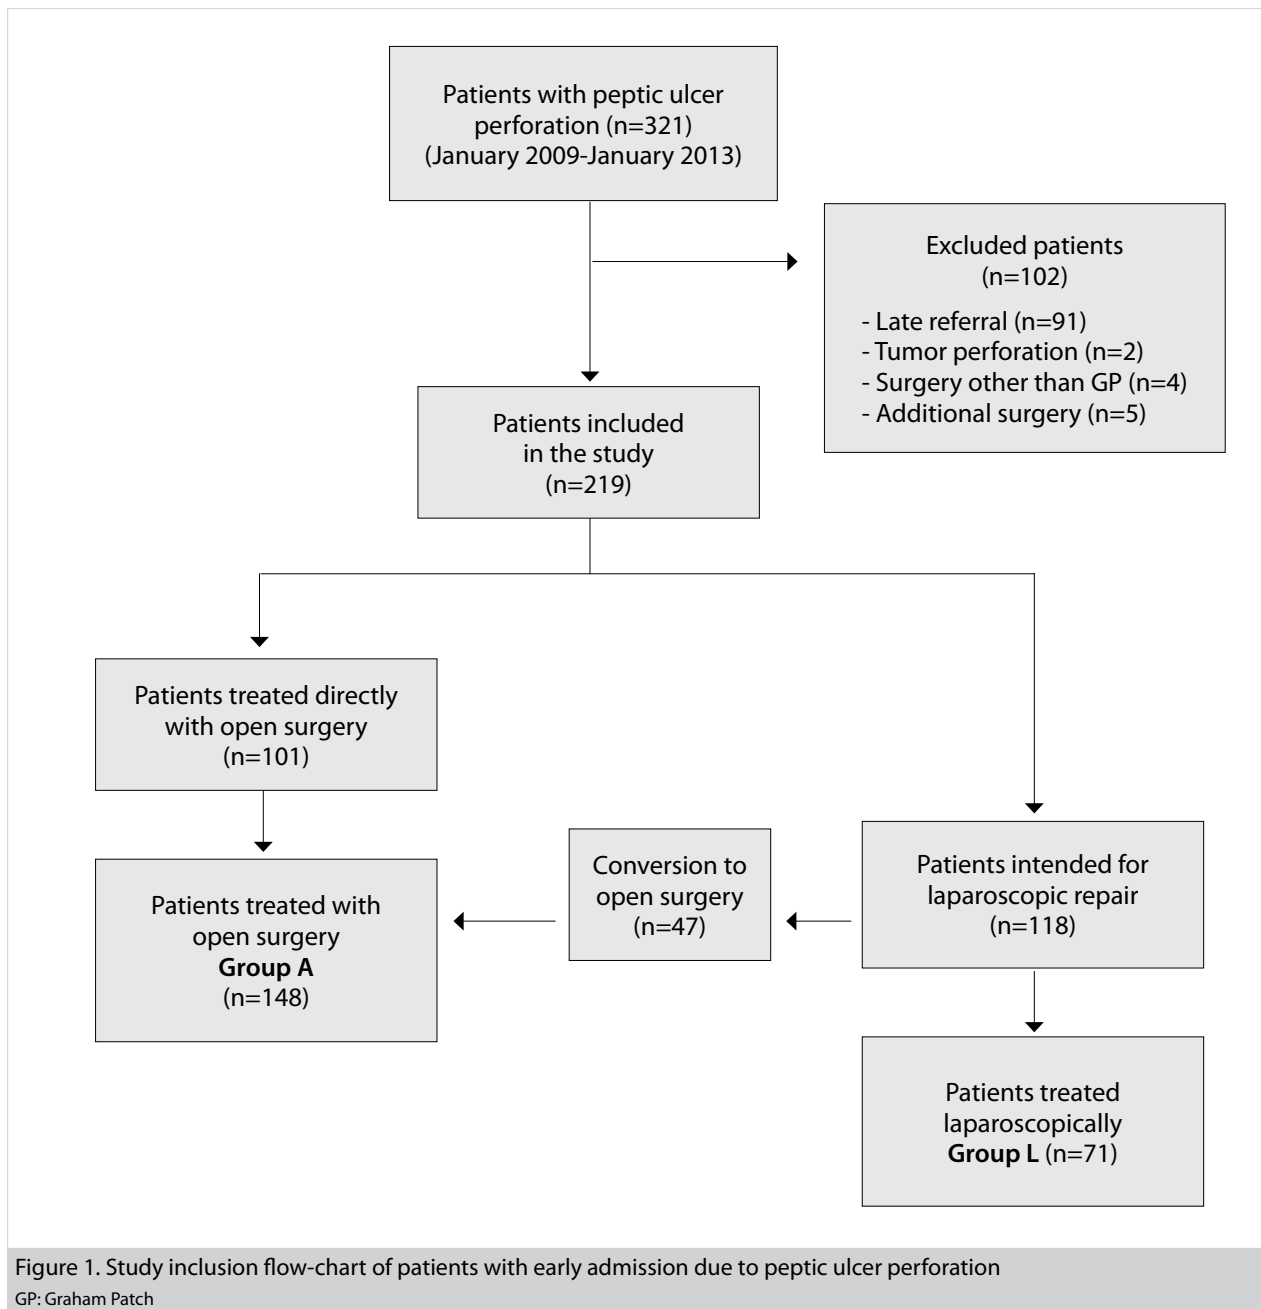 Patients with peptic ulcer
perforation (n=321)
(January 2009-January 2013)
Excluded patients
(n=102)
- Late referral (n=91)
- Tumor perforation (n=2)
- Surgery other than GP (n=4)
- Additional surgery (n=5)
Patients included
in the study
(n=219)
Patients treated directly
with open surgery
(n=101)
Patients intended for
laparoscopic repair
(n=118)
Conversion to
open surgery
(n=47)
Patients treated with
open surgery
Group A
(n=148)
Patients treated
laparoscopically
Group L (n=71)
Figure 1. Study inclusion flow-chart of patients with early admission due to peptic ulcer perforation
GP: Graham Patch